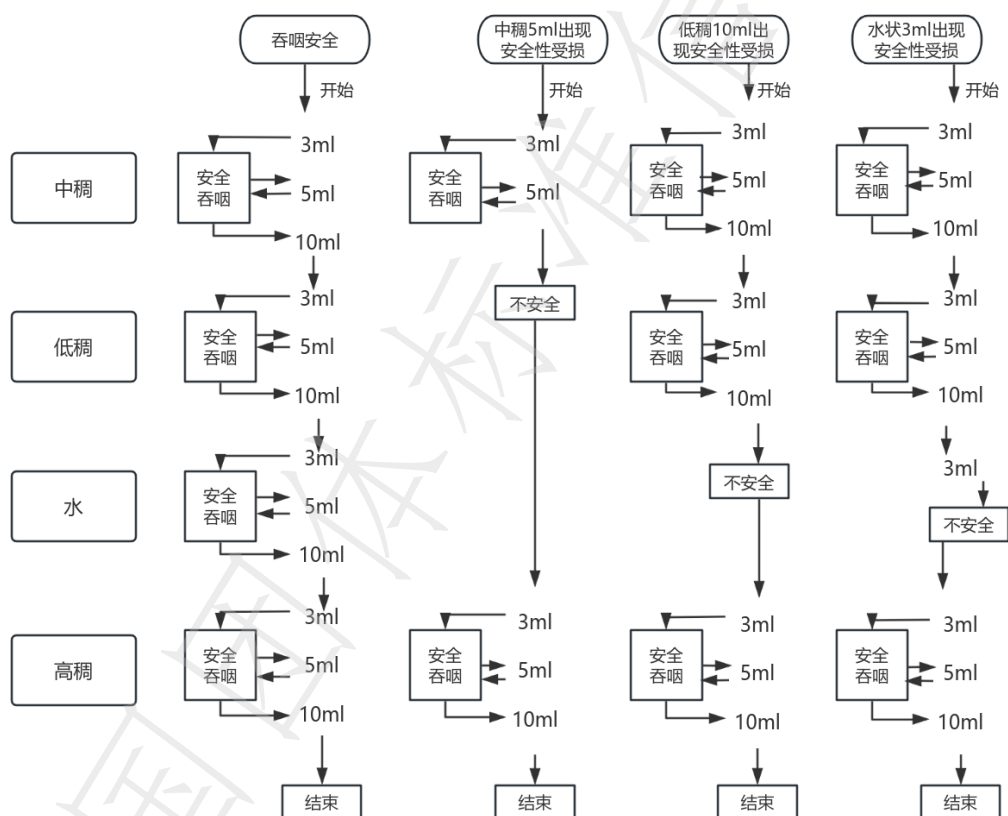 吞咽安全
中稠5ml出现
安全性受损
低稠10ml出
现安全性受损
水状3ml出现
安全性受损
开始
开始
开始
开始
中稠
3ml
安全
吞咽
5ml
10ml
3ml
安全
吞咽
5ml
不安全
3ml
安全
吞咽
5ml
10ml
3ml
安全
吞咽
5ml
10ml
低稠
3ml
安全
吞咽
5ml
10ml
3ml
安全
吞咽
5ml
10ml
不安全
3ml
安全
吞咽
5ml
10ml
水
3ml
安全
吞咽
5ml
10ml
3ml
不安全
高稠
3ml
安全
吞咽
5ml
10ml
3ml
安全
吞咽
5ml
10ml
3ml
安全
吞咽
5ml
10ml
3ml
安全
吞咽
5ml
10ml
结束
结束
结束
结束
国团体标准信